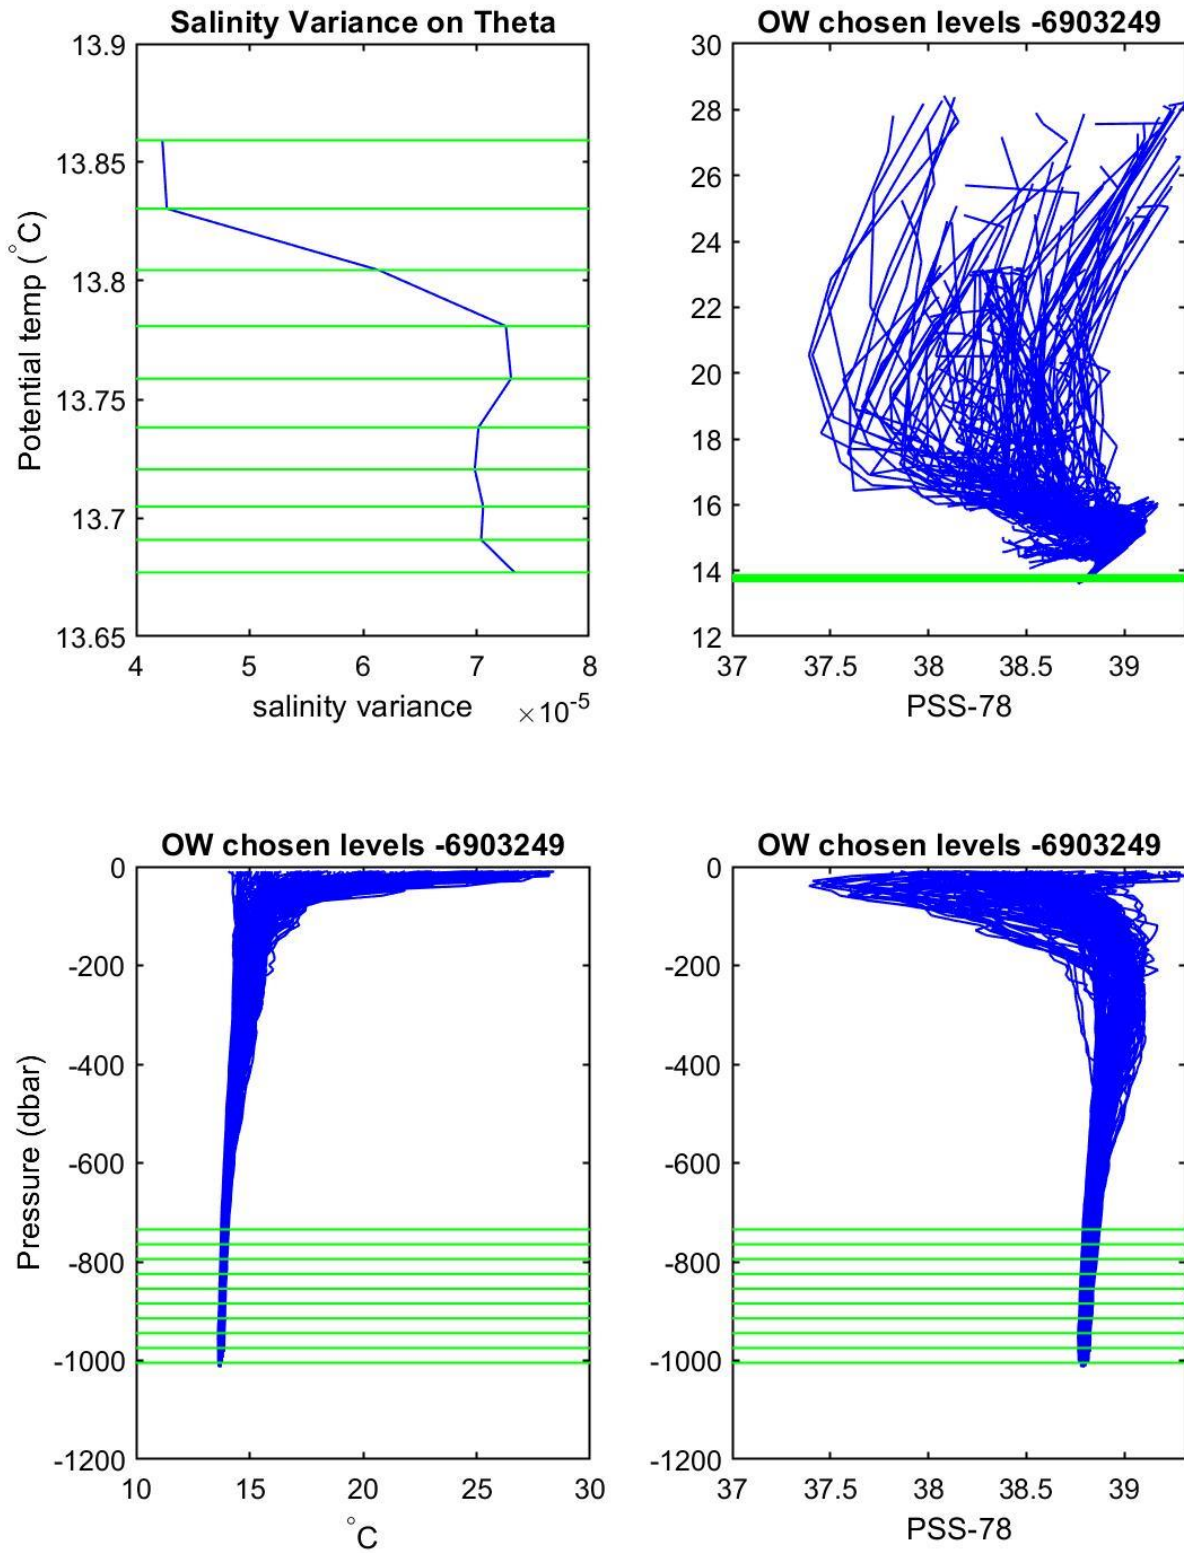 Salinity Variance on Theta
13.9
13.85
13.8
13.75
13.7
13.65
Potential temp (°C)
4 5 6 7 8
salinity variance ×10-5
OW chosen levels -6903249
30
28
26
24
22
20
18
16
14
12
37 37.5 38 38.5 39
PSS-78
OW chosen levels -6903249
0
-200
-400
-600
-800
-1000
-1200
Pressure (dbar)
10 15 20 25 30
°C
OW chosen levels -6903249
0
-200
-400
-600
-800
-1000
-1200
37 37.5 38 38.5 39
PSS-78